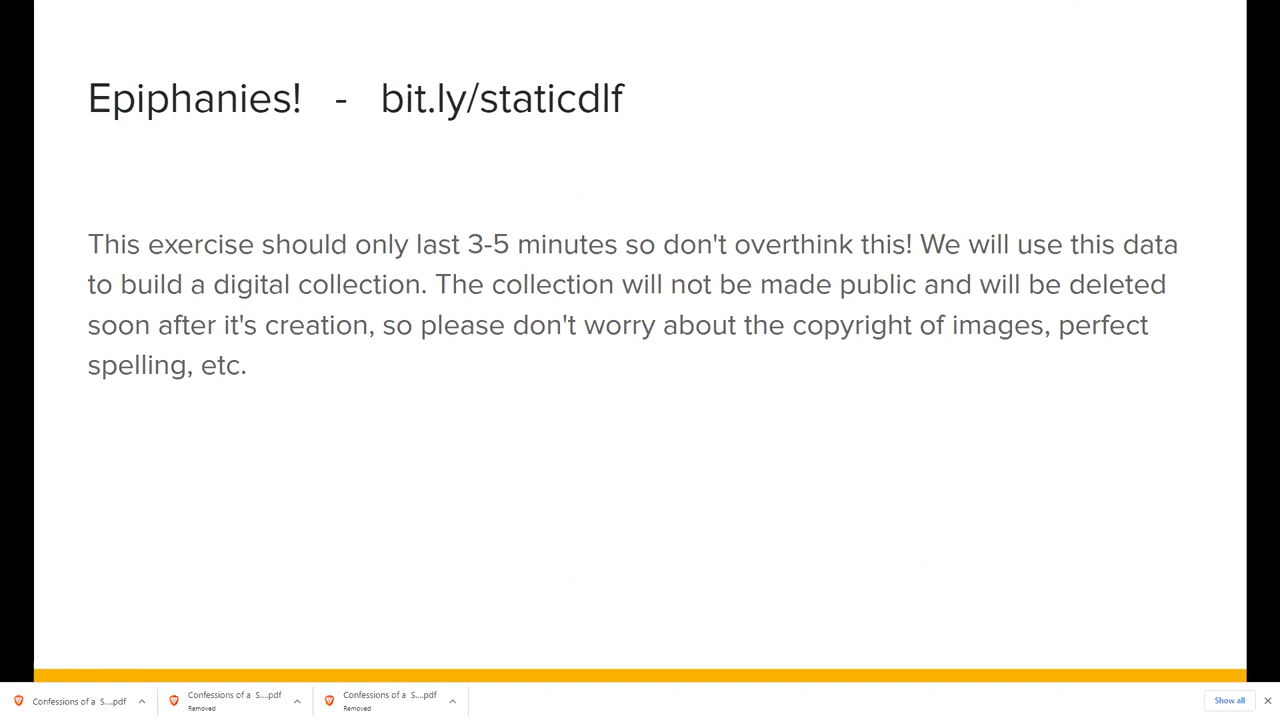 Epiphanies! - bit.ly/staticdlf
This exercise should only last 3-5 minutes so don't overthink this! We will use this data
to build a digital collection. The collection will not be made public and will be deleted
soon after it's creation, so please don't worry about the copyright of images, perfect
spelling, etc.
Confessions of a S....pdf
Confessions of a S....pdf
Removed
Confessions of a S....pdf
Removed
Show all